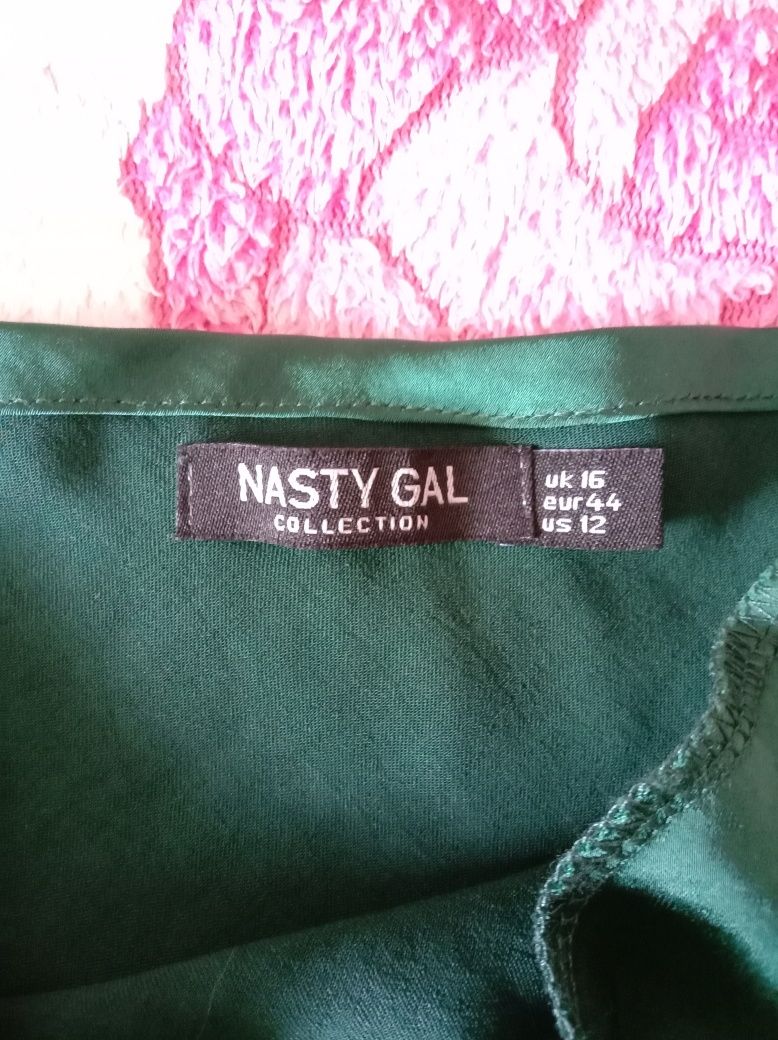 NASTY GAL
COLLECTION
uk 16
eur 44
us 12